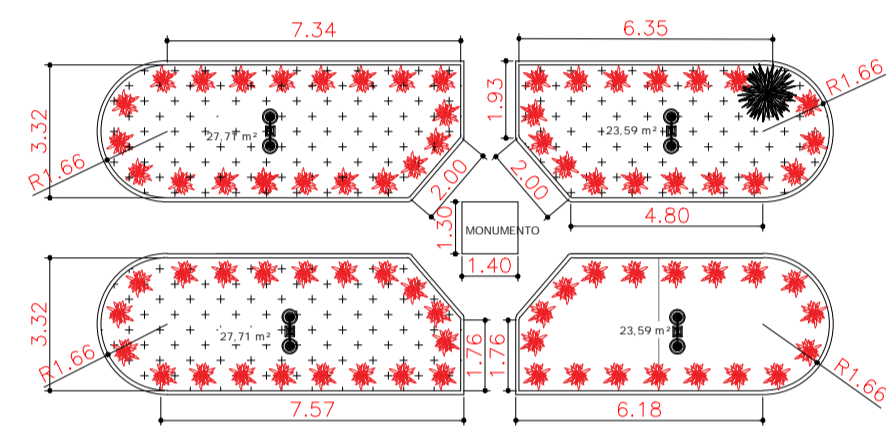 7.34
6.35
3.32
1.93
R1.66
27,71 m²
23,59 m²
R1.66
2.00
2.00
4.80
1.30
MONUMENTO
1.40
3.32
R1.66
27,71 m²
1.76
1.76
23,59 m²
R1.66
7.57
6.18